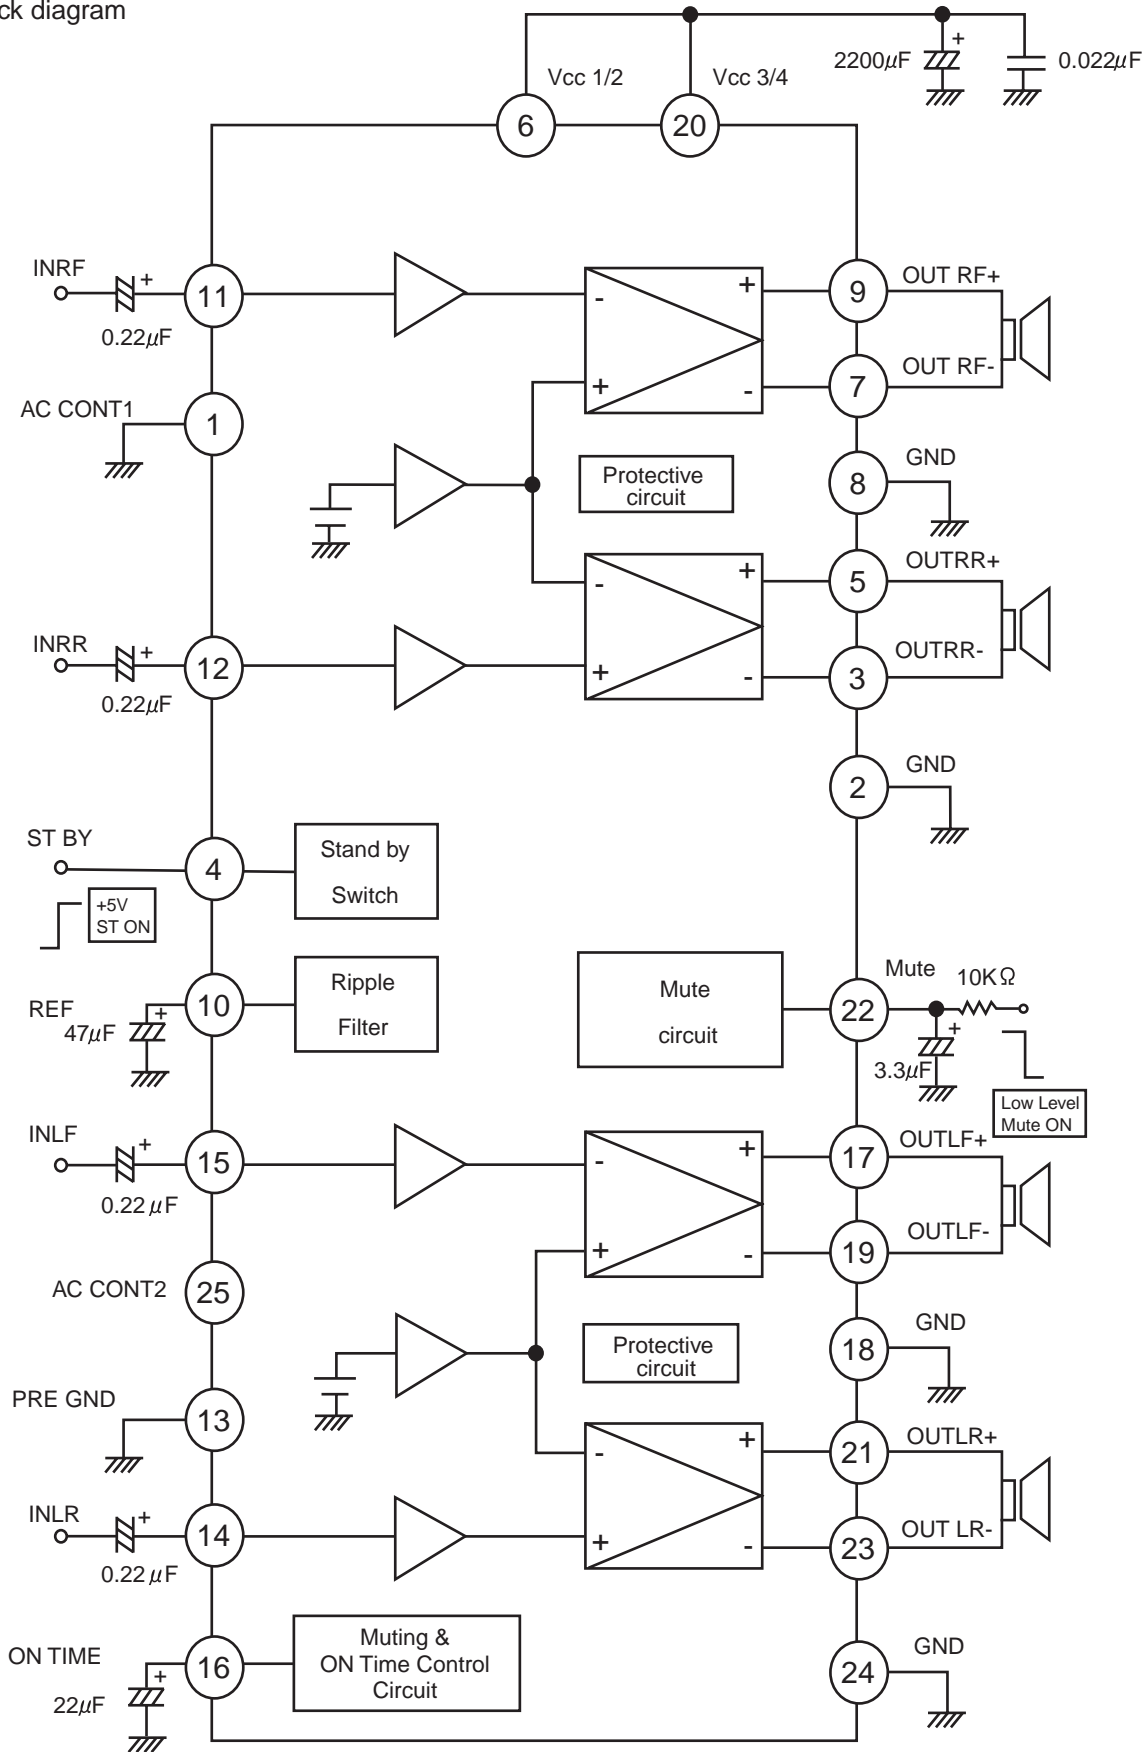 ck diagram
2200µF
+
0.022µF
Vcc 1/2
Vcc 3/4
6
20
INRF
+
11
0.22µF
-
+
+
-
9
OUT RF+
7
OUT RF-
AC CONT1
1
Protective
circuit
8
GND
5
OUTRR+
-
+
+
-
INRR
+
12
0.22µF
OUTRR-
3
2
GND
ST BY
4
Stand by
Switch
+5V
ST ON
REF
47µF
+
10
Ripple
Filter
Mute
circuit
22
Mute
10KΩ
+
3.3µF
Low Level
Mute ON
INLF
+
15
0.22 µF
-
+
+
-
17
OUTLF+
19
OUTLF-
AC CONT2
25
Protective
circuit
18
GND
PRE GND
13
21
OUTLR+
-
+
+
-
INLR
+
14
0.22 µF
OUT LR-
23
ON TIME
+
22µF
16
Muting &
ON Time Control
Circuit
24
GND